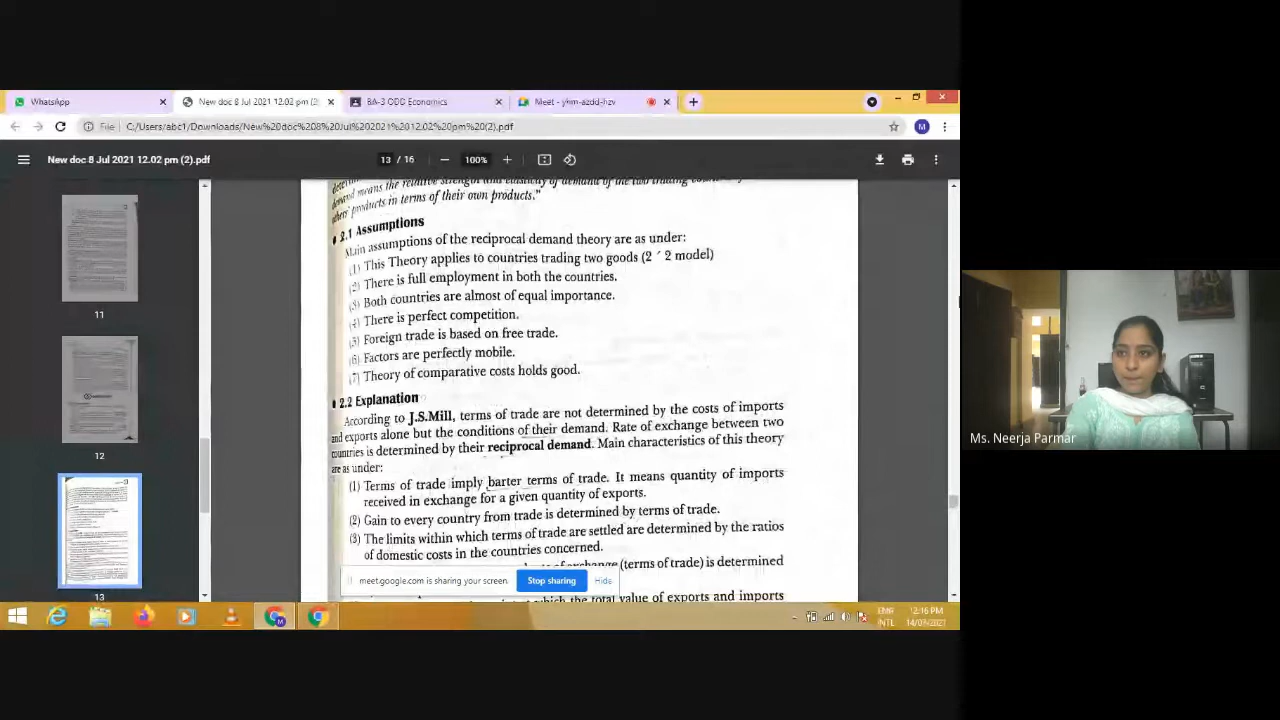 WhatsApp
New doc 8 Jul 2021 12.02 pm (2).
BA-3 ODD Economics
Meet - yhm-azdd-hzv
File
C:/Users/abc1/Downloads/New%20doc%208%20Jul%202021%2012.02%20pm%20(2).pdf
M
New doc 8 Jul 2021 12.02 pm (2).pdf
13 / 16
100%
11
12
13
demand means the relative strength and elasticity of demand of the two trading
others' products in terms of their own products."
2.1 Assumptions
Main assumptions of the reciprocal demand theory are as under:
(1) This Theory applies to countries trading two goods (2 ´ 2 model)
(2) There is full employment in both the countries.
(3) Both countries are almost of equal importance.
(4) There is perfect competition.
Foreign trade is based on free trade.
(6) Factors are perfectly mobile.
(7) Theory of comparative costs holds good.
2.2 Explanation
According to J.S.Mill, terms of trade are not determined by the costs of imports
and exports alone but the conditions of their demand. Rate of exchange between two
countries is determined by their reciprocal demand. Main characteristics of this theory
are as under:
(1) Terms of trade imply barter terms of trade. It means quantity of imports
received in exchange for a given quantity of exports.
(2) Gain to every country from trade is determined by terms of trade.
(3) The limits within which terms of trade are settled are determined by the ratios
of domestic costs in the countries concerned.
of exchange (terms of trade) is determined
which the total value of exports and imports
meet.google.com is sharing your screen.
Stop sharing
Hide
12:16 PM
INTL
Ms. Neerja Parmar